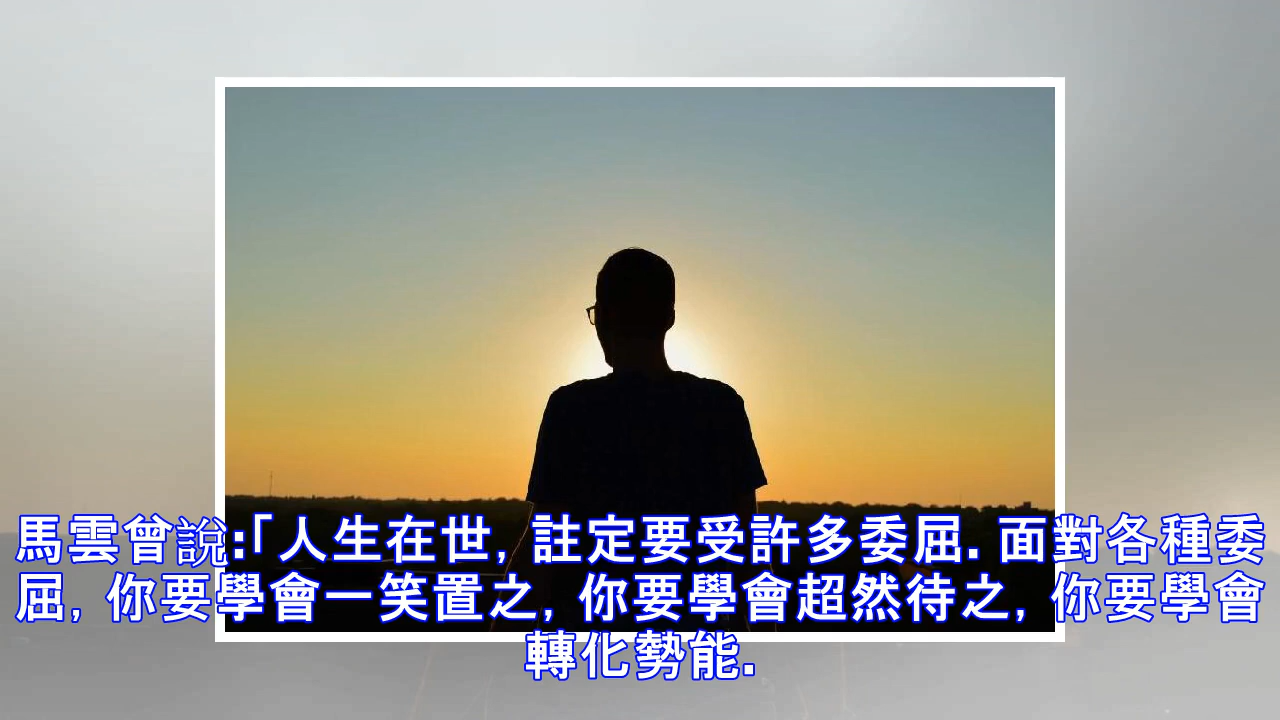 馬雲曾說:「人生在世, 註定要受許多委屈. 面對各種委
屈, 你要學會一笑置之, 你要學會超然待之, 你要學會
轉化勢能.